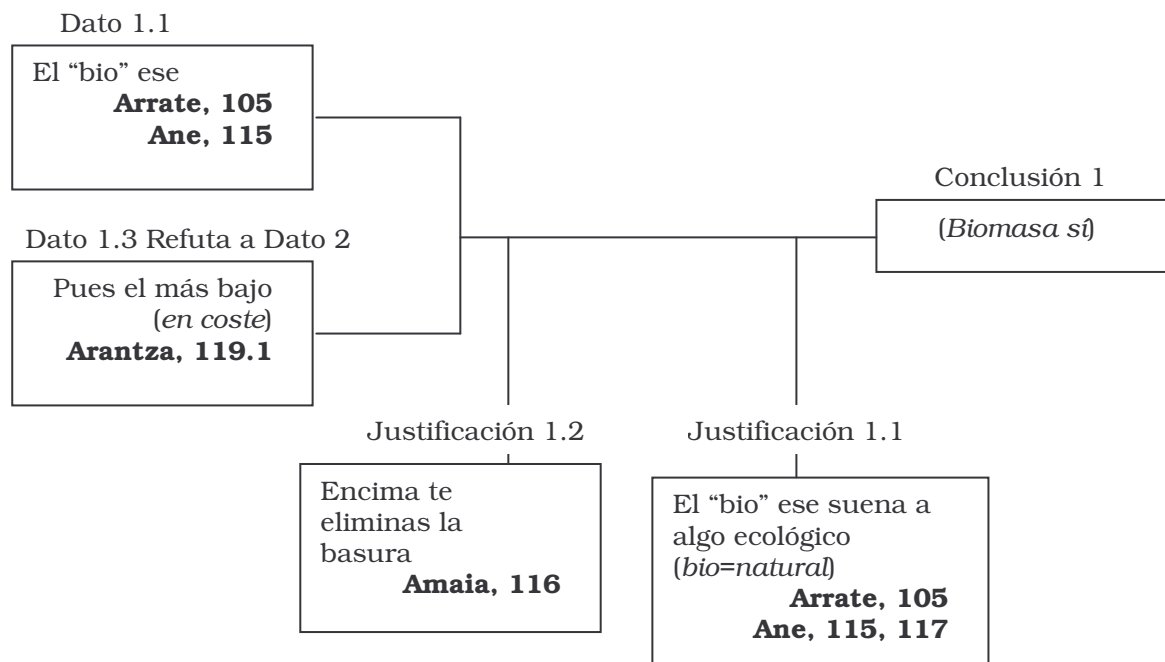 Dato 1.1
El “bio” ese
Arrate, 105
Ane, 115
Conclusión 1
(Biomasa sí)
Dato 1.3 Refuta a Dato 2
Pues el más bajo
(en coste)
Arantza, 119.1
Justificación 1.2
Encima te
eliminas la
basura
Amaia, 116
Justificación 1.1
El “bio” ese suena a
algo ecológico
(bio=natural)
Arrate, 105
Ane, 115, 117